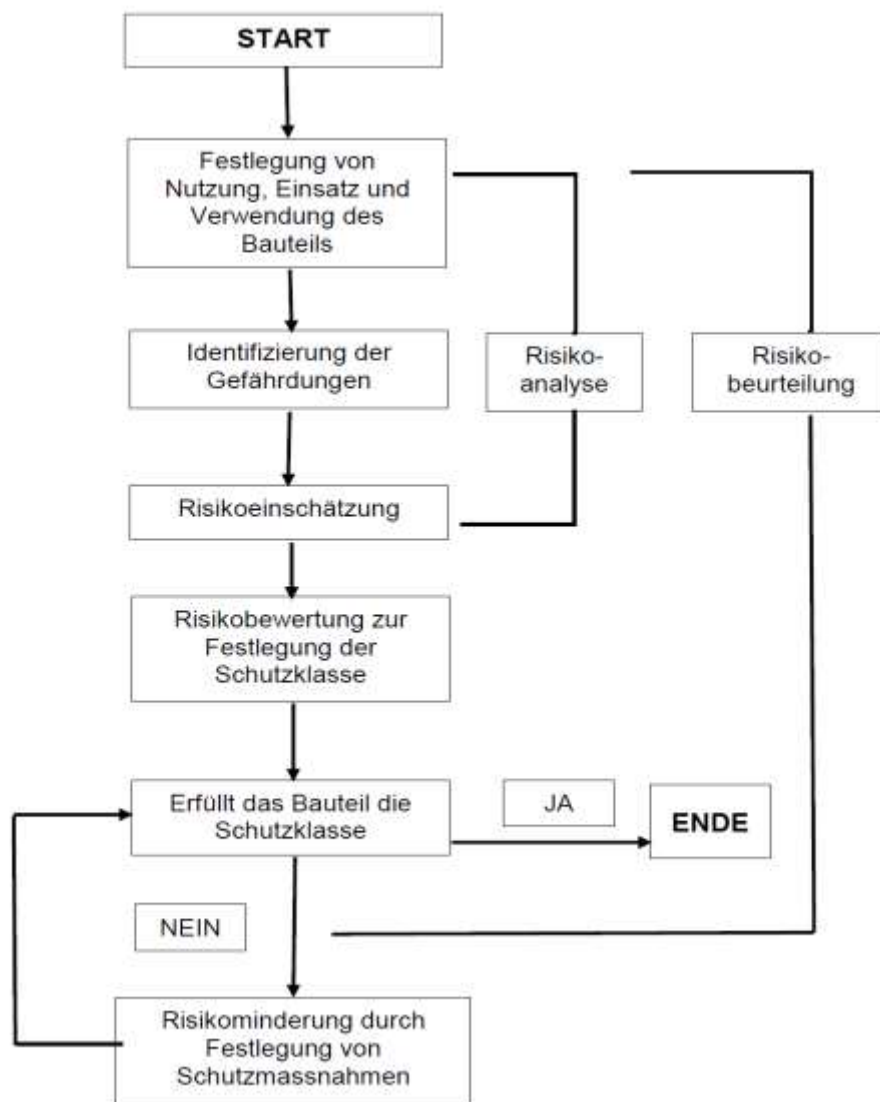 START
Festlegung von
Nutzung, Einsatz und
Verwendung des
Bauteils
Identifizierung der
Gefährdungen
Risiko-
analyse
Risiko-
beurteilung
Risikoeinschätzung
Risikobewertung zur
Festlegung der
Schutzklasse
Erfüllt das Bauteil die
Schutzklasse
JA
ENDE
NEIN
Risikominderung durch
Festlegung von
Schutzmassnahmen